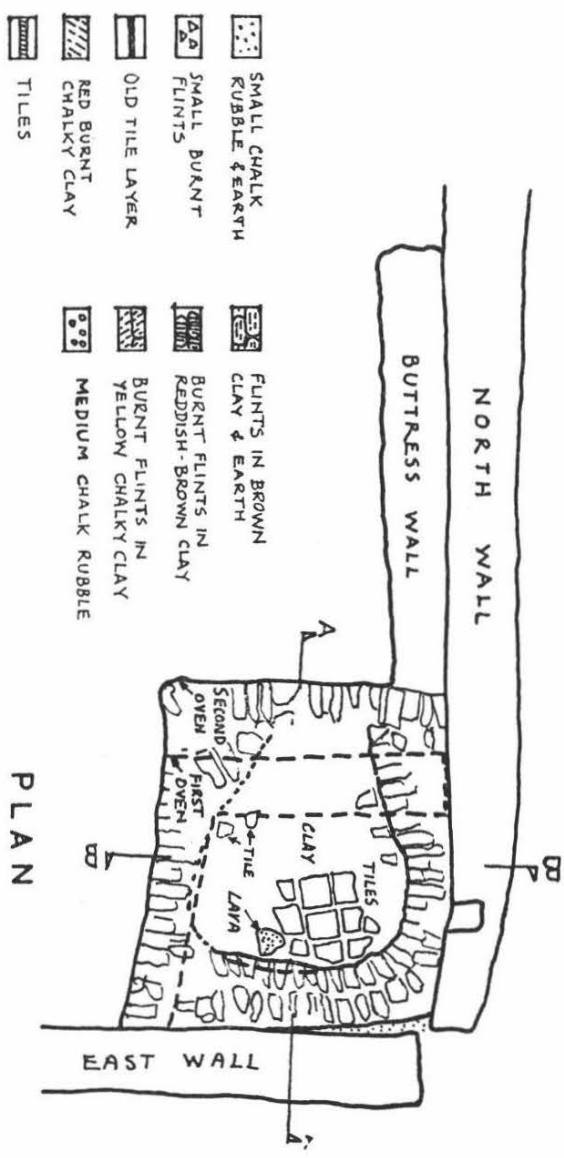 SMALL CHALK
RUBBLE & EARTH
SMALL BURNT
FLINTS
OLD TILE LAYER
RED BURNT
CHALKY CLAY
TILES
FLINTS IN BROWN
CLAY & EARTH
BURNT FLINTS IN
REDDISH-BROWN CLAY
BURNT FLINTS IN
YELLOW CHALKY CLAY
MEDIUM CHALK RUBBLE
NORTH WALL
BUTTRESS WALL
A
SECOND
OVEN
FIRST
OVEN
TILE
CLAY
TILES
LAVA
B
B
A'
EAST WALL
PLAN